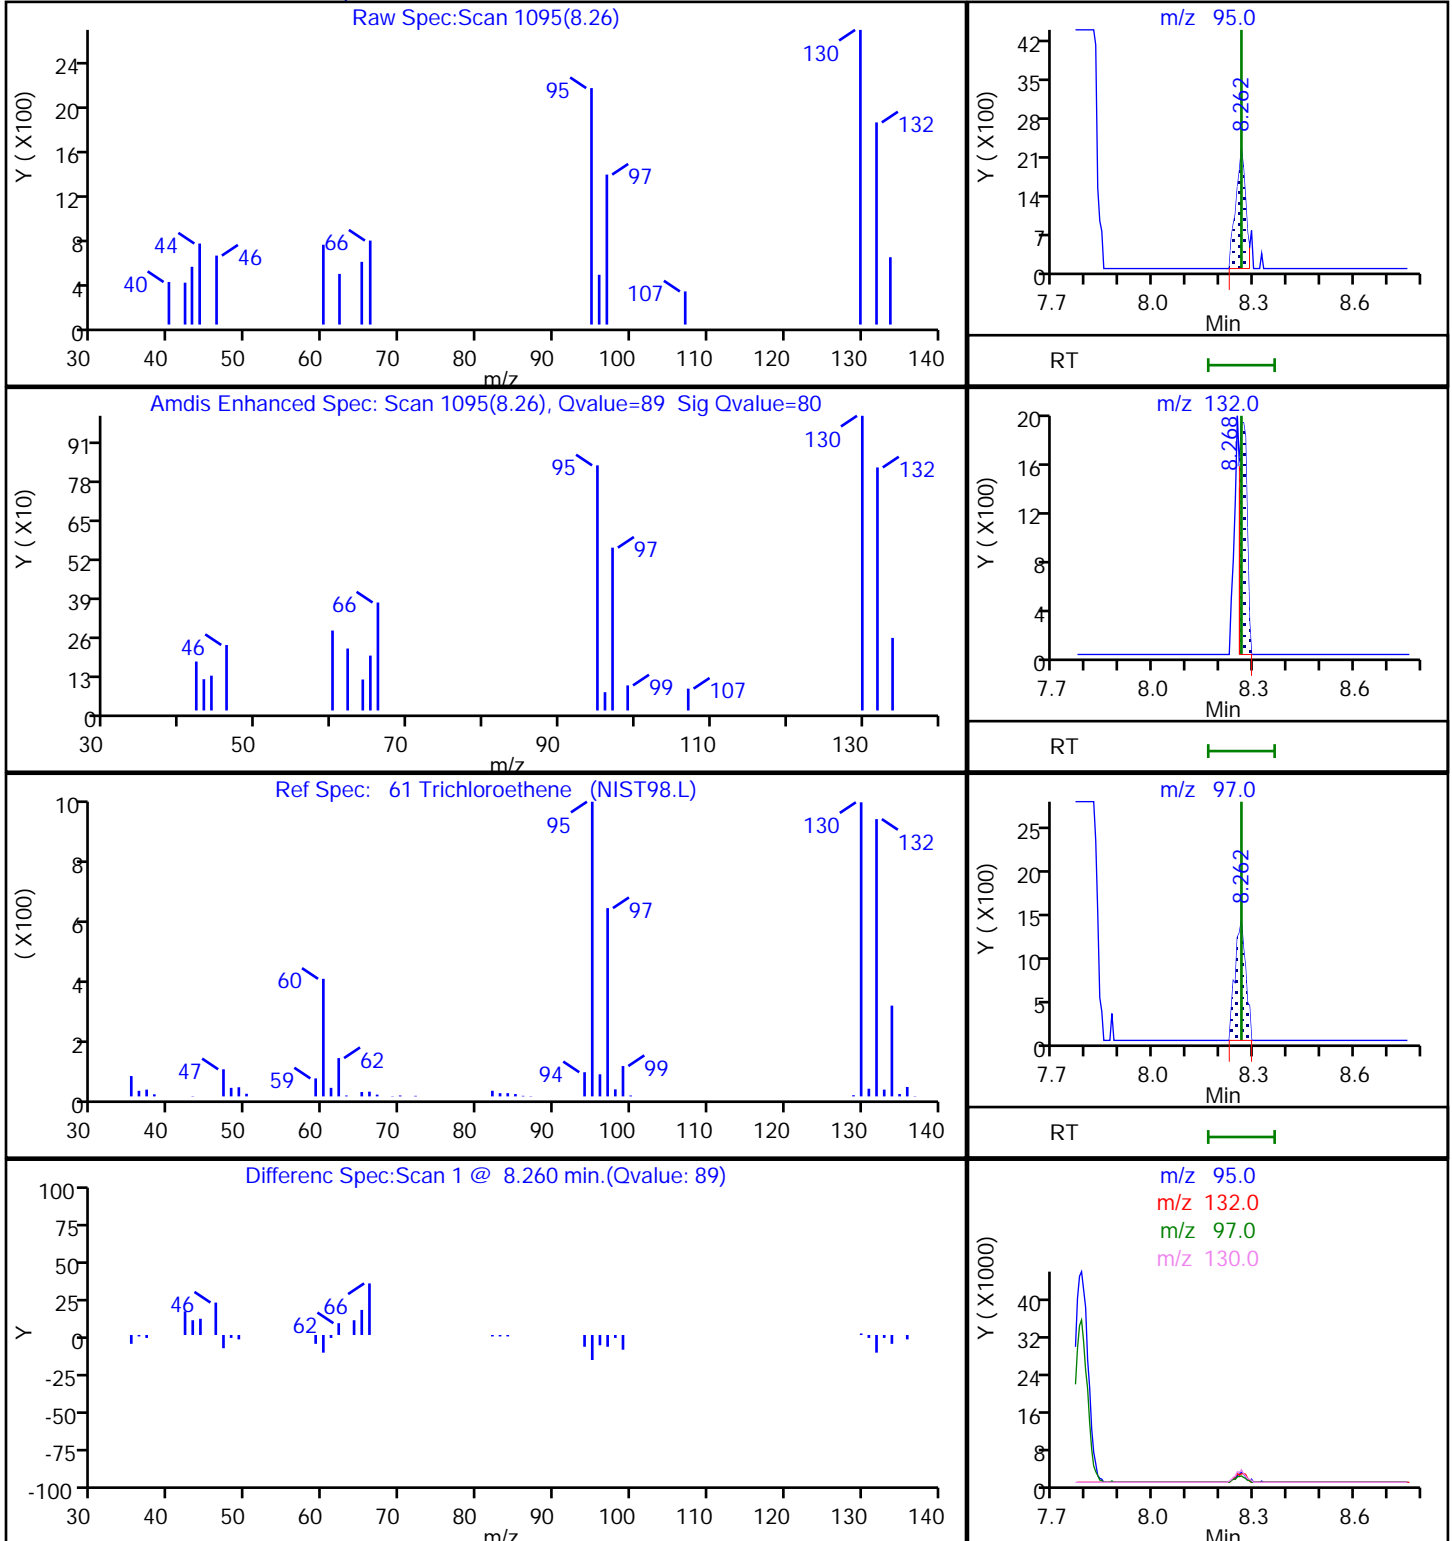 Raw Spec:Scan 1095(8.26)
Y ( X100)
24
20
16
12
8
4
0
130
95
132
97
44
66
46
40
107
30 40 50 60 70 80 90 100 110 120 130 140
m/z
m/z 95.0
Y ( X100)
42
35
28
21
14
7
0
8.262
7.7 8.0 8.3 8.6
Min
RT
Amdis Enhanced Spec: Scan 1095(8.26), Qvalue=89 Sig Qvalue=80
Y ( X10)
91
78
65
52
39
26
13
0
130
95
132
97
66
46
99
107
30 50 70 90 110 130
m/z
m/z 132.0
Y ( X100)
20
16
12
8
4
0
8.268
7.7 8.0 8.3 8.6
Min
RT
Ref Spec: 61 Trichloroethene (NIST98.L)
( X100)
10
8
6
4
2
0
95
130
132
97
60
62
47
59
94
99
30 40 50 60 70 80 90 100 110 120 130 140
m/z 97.0
Y ( X100)
25
20
15
10
5
0
8.262
7.7 8.0 8.3 8.6
Min
RT
Differenc Spec:Scan 1 @ 8.260 min.(Qvalue: 89)
Y
100
75
50
25
0
-25
-50
-75
-100
46
66
62
30 40 50 60 70 80 90 100 110 120 130 140
m/z
m/z 95.0
m/z 132.0
m/z 97.0
m/z 130.0
Y ( X1000)
40
32
24
16
8
0
7.7 8.0 8.3 8.6
Min